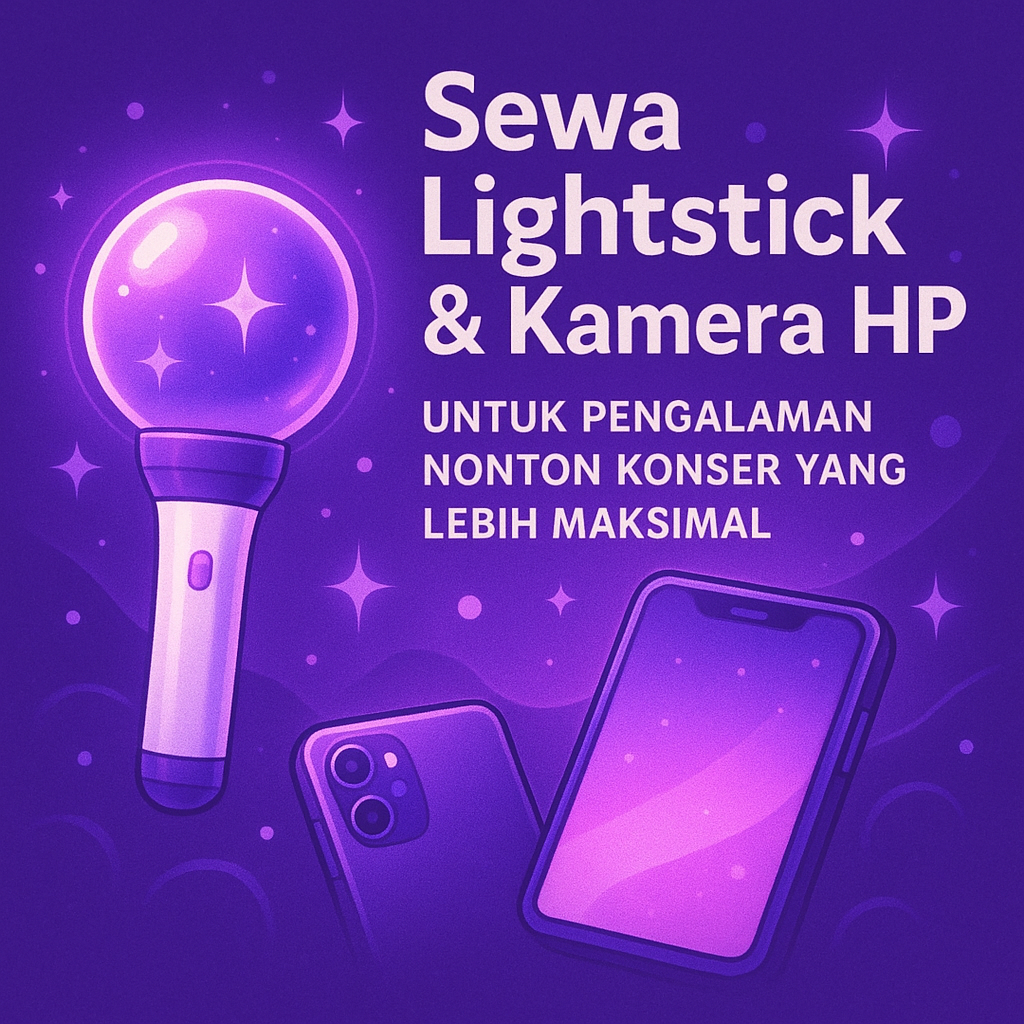 Sewa
Lightstick
& Kamera HP
UNTUK PENGALAMAN
NONTON KONSER YANG
LEBIH MAKSIMAL